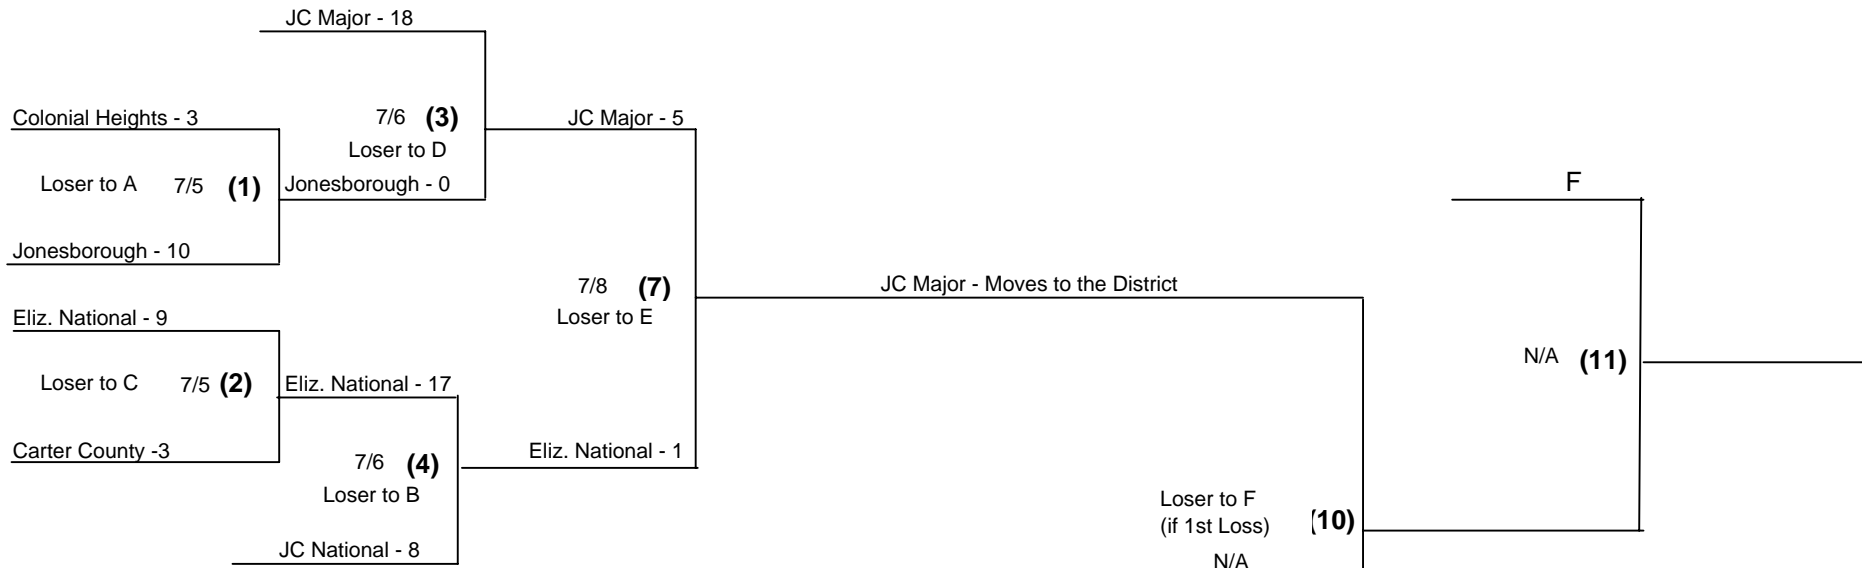 JC Major - 18
Colonial Heights - 3
7/6 (3)
JC Major - 5
Loser to D
Loser to A 7/5 (1)
Jonesborough - 0
F
Jonesborough - 10
7/8 (7)
JC Major - Moves to the District
Loser to E
Eliz. National - 9
N/A (11)
Loser to C 7/5 (2)
Eliz. National - 17
Carter County -3
Eliz. National - 1
7/6 (4)
Loser to B
Loser to F
(if 1st Loss)
(10)
JC National - 8
N/A